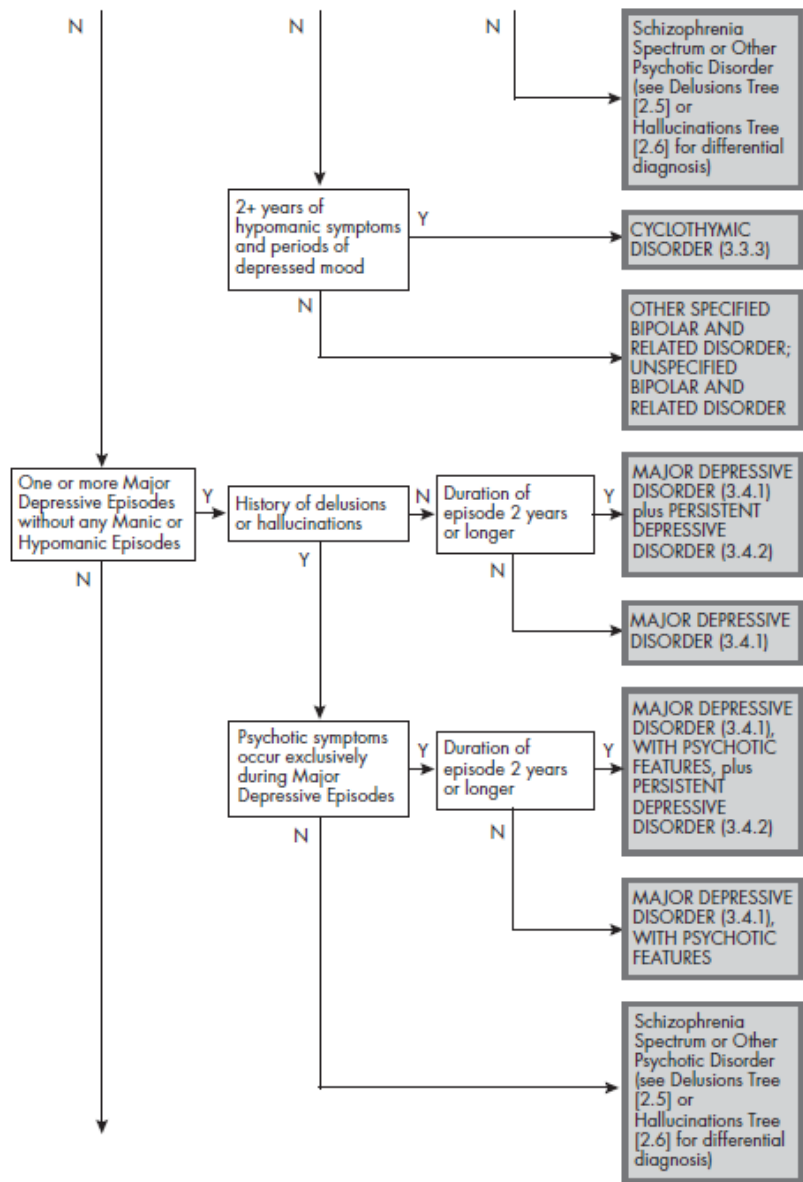 N
N
N
Schizophrenia
Spectrum or Other
Psychotic Disorder
(see Delusions Tree
[2.5] or
Hallucinations Tree
[2.6] for differential
diagnosis)
2+ years of
hypomanic symptoms
and periods of
depressed mood
Y
CYCLOTHYMIC
DISORDER (3.3.3)
N
OTHER SPECIFIED
BIPOLAR AND
RELATED DISORDER;
UNSPECIFIED
BIPOLAR AND
RELATED DISORDER
One or more Major
Depressive Episodes
without any Manic or
Hypomanic Episodes
Y
History of delusions
or hallucinations
N
Duration of
episode 2 years
or longer
Y
MAJOR DEPRESSIVE
DISORDER (3.4.1)
plus PERSISTENT
DEPRESSIVE
DISORDER (3.4.2)
N
Y
N
MAJOR DEPRESSIVE
DISORDER (3.4.1)
Psychotic symptoms
occur exclusively
during Major
Depressive Episodes
Y
Duration of
episode 2 years
or longer
Y
MAJOR DEPRESSIVE
DISORDER (3.4.1),
WITH PSYCHOTIC
FEATURES, plus
PERSISTENT
DEPRESSIVE
DISORDER (3.4.2)
N
N
MAJOR DEPRESSIVE
DISORDER (3.4.1),
WITH PSYCHOTIC
FEATURES
Schizophrenia
Spectrum or Other
Psychotic Disorder
(see Delusions Tree
[2.5] or
Hallucinations Tree
[2.6] for differential
diagnosis)